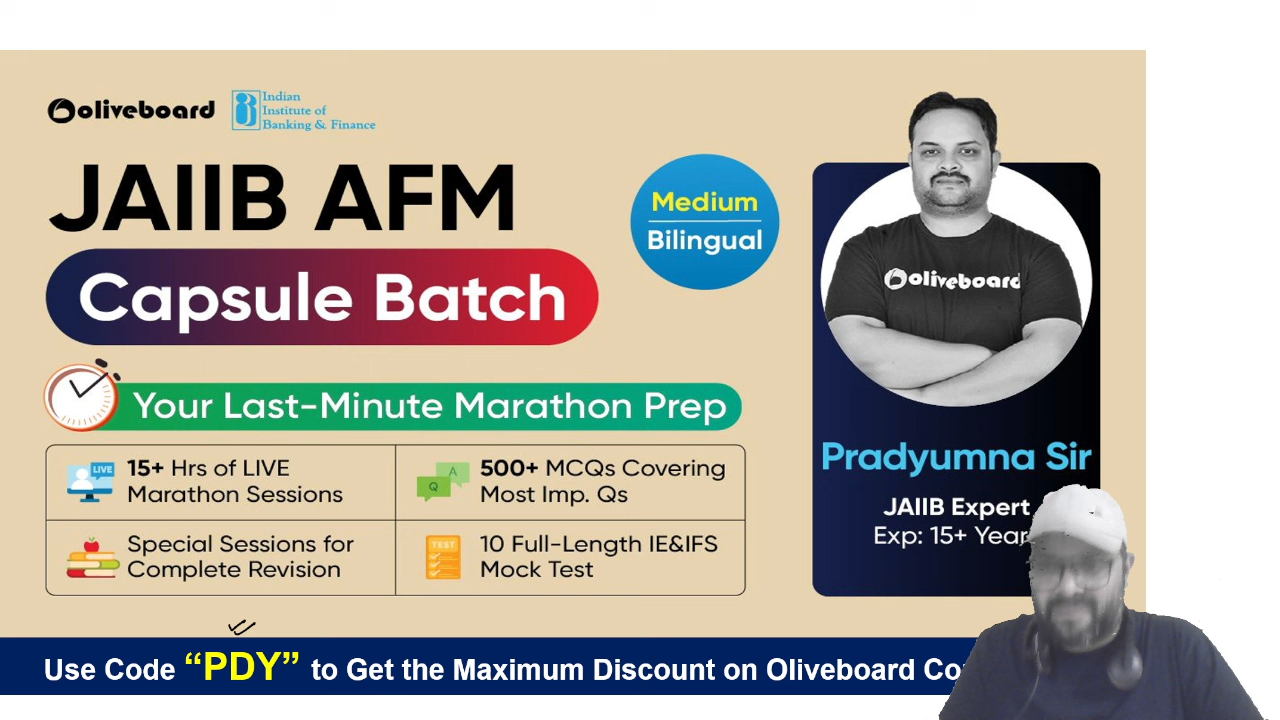 oliveboard
Indian
Institute of
Banking & Finance
JAIIB AFM
Capsule Batch
Medium
Bilingual
oliveboard
Your Last-Minute Marathon Prep
15+ Hrs of LIVE
Marathon Sessions
LIVE
500+ MCQs Covering
Most Imp. Qs
Q
A
Special Sessions for
Complete Revision
10 Full-Length IE&IFS
Mock Test
TEST
Pradyumna Sir
JAIIB Expert
Exp: 15+ Year
Use Code “PDY” to Get the Maximum Discount on Oliveboard Co